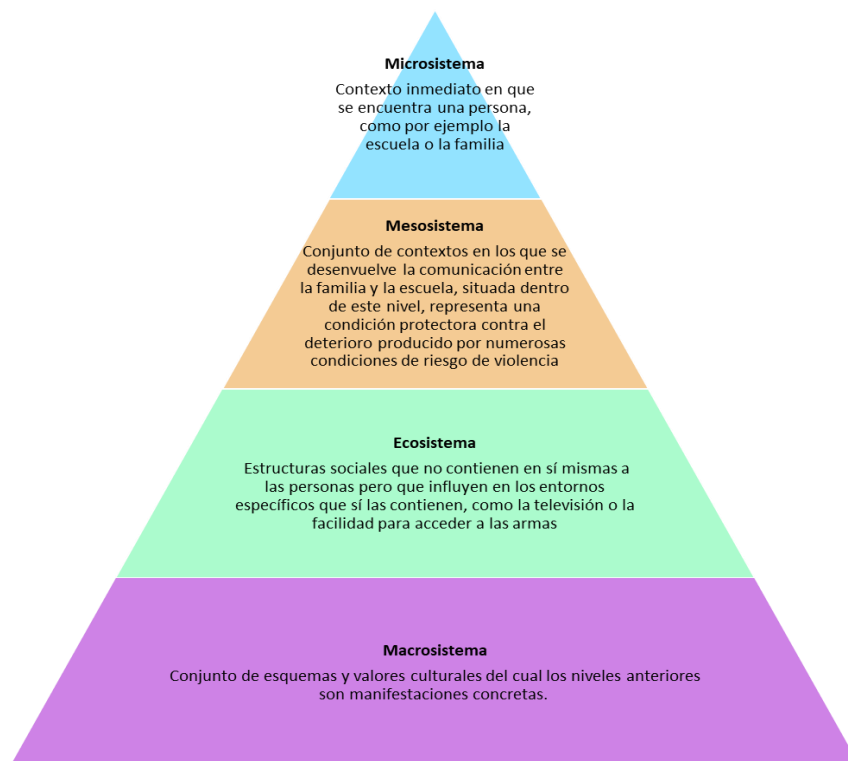 Microsistema
Contexto inmediato en que
se encuentra una persona,
como por ejemplo la
escuela o la familia
Mesosistema
Conjunto de contextos en los que se
desenvuelve la comunicación entre
la familia y la escuela, situada dentro
de este nivel, representa una
condición protectora contra el
deterioro producido por numerosas
condiciones de riesgo de violencia
Ecosistema
Estructuras sociales que no contienen en sí mismas a
las personas pero que influyen en los entornos
específicos que sí las contienen, como la televisión o la
facilidad para acceder a las armas
Macrosistema
Conjunto de esquemas y valores culturales del cual los niveles anteriores
son manifestaciones concretas.